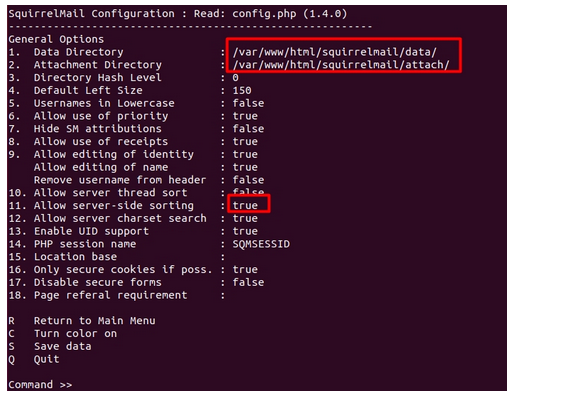 SquirrelMail Configuration : Read: config.php (1.4.0)
---------------------------------------------------------
General Options
1.  Data Directory              : /var/www/html/squirrelmail/data/
2.  Attachment Directory        : /var/www/html/squirrelmail/attach/
3.  Directory Hash Level        : 0
4.  Default Left Size           : 150
5.  Usernames in Lowercase      : false
6.  Allow use of priority       : true
7.  Hide SM attributions        : false
8.  Allow use of receipts       : true
9.  Allow editing of identity   : true
    Allow editing of name       : true
    Remove username from header : false
10. Allow server thread sort    : false
11. Allow server-side sorting   : true
12. Allow server charset search : true
13. Enable UID support          : true
14. PHP session name            : SQMSESSID
15. Location base               :
16. Only secure cookies if poss. : true
17. Disable secure forms        : false
18. Page referal requirement    :
R   Return to Main Menu
C   Turn color on
S   Save data
Q   Quit
Command >>